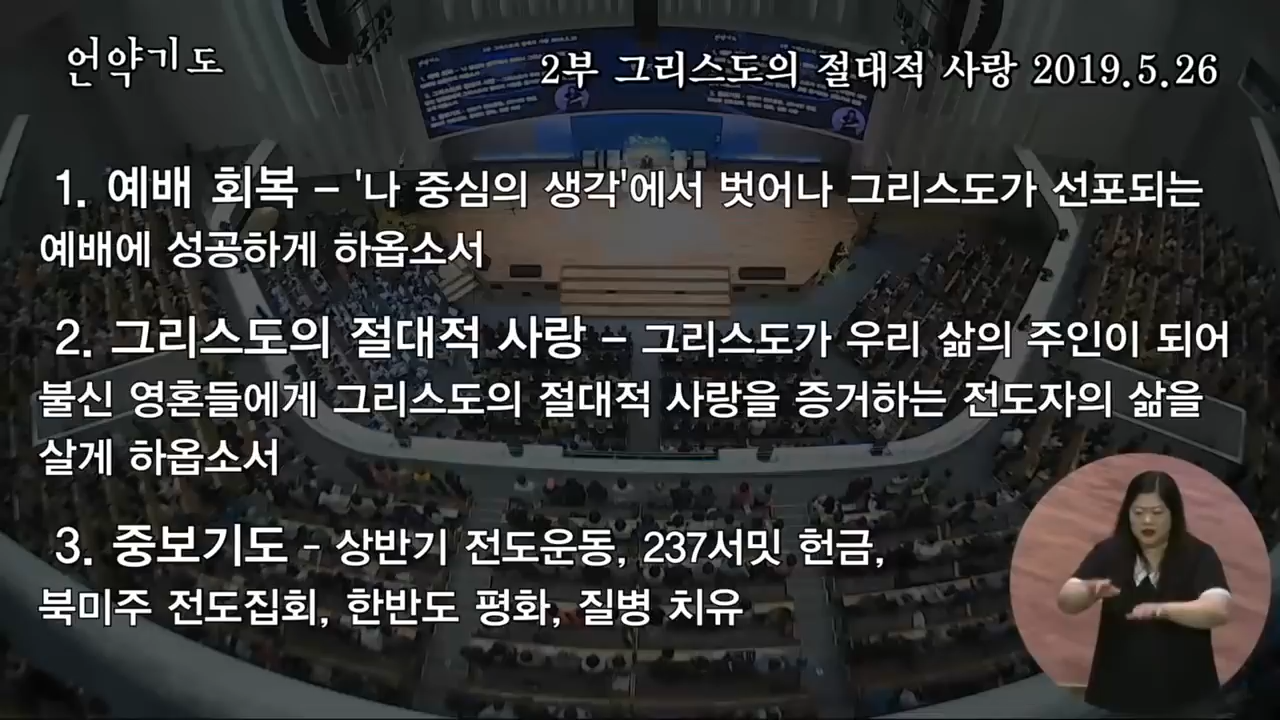 언약기도
2부 그리스도의 절대적 사랑 2019.5.26
1. 예배 회복 – '나 중심의 생각'에서 벗어나 그리스도가 선포되는
예배에 성공하게 하옵소서
2. 그리스도의 절대적 사랑 – 그리스도가 우리 삶의 주인이 되어
불신 영혼들에게 그리스도의 절대적 사랑을 증거하는 전도자의 삶을
살게 하옵소서
3. 중보기도 - 상반기 전도운동, 237서밋 헌금,
북미주 전도집회, 한반도 평화, 질병 치유